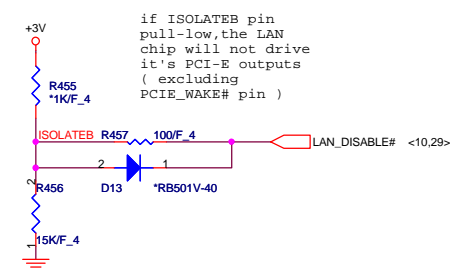 if ISOLATEB pin
pull-low,the LAN
chip will not drive
it's PCI-E outputs
( excluding
PCIE_WAKE# pin )
+3V
R455
*1K/F_4
ISOLATEB R457 100/F_4
LAN_DISABLE# <10,29>
2 1
D13 *RB501V-40
2
R456
15K/F_4
1